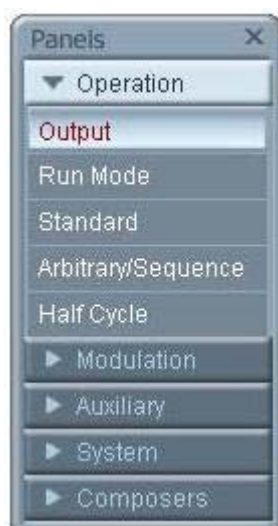 Panels
Operation
Output
Run Mode
Standard
Arbitrary/Sequence
Half Cycle
Modulation
Auxiliary
System
Composers